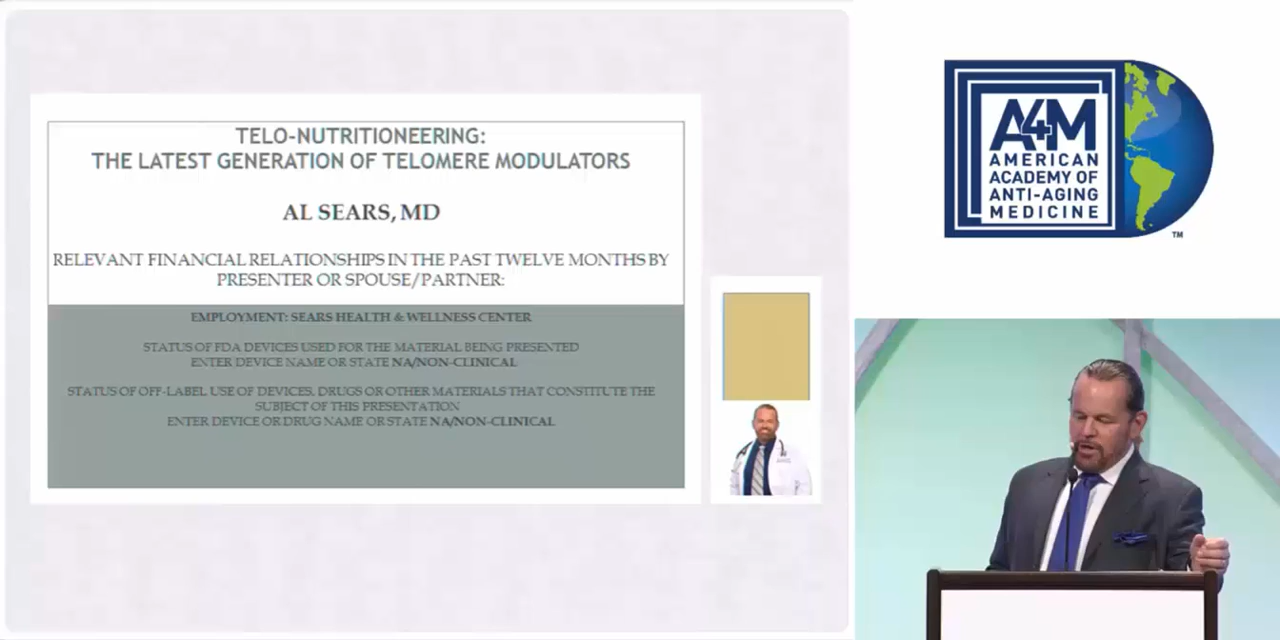 TELO-NUTRITIONEERING:
THE LATEST GENERATION OF TELOMERE MODULATORS
AL SEARS, MD
RELEVANT FINANCIAL RELATIONSHIPS IN THE PAST TWELVE MONTHS BY
PRESENTER OR SPOUSE/PARTNER:
EMPLOYMENT: SEARS HEALTH & WELLNESS CENTER
STATUS OF FDA DEVICES USED FOR THE MATERIAL BEING PRESENTED
ENTER DEVICE NAME OR STATE NA/NON-CLINICAL
STATUS OF OFF-LABEL USE OF DEVICES, DRUGS OR OTHER MATERIALS THAT CONSTITUTE THE
SUBJECT OF THIS PRESENTATION
ENTER DEVICE OR DRUG NAME OR STATE NA/NON-CLINICAL
A4M
AMERICAN
ACADEMY OF
ANTI-AGING
MEDICINE
TM